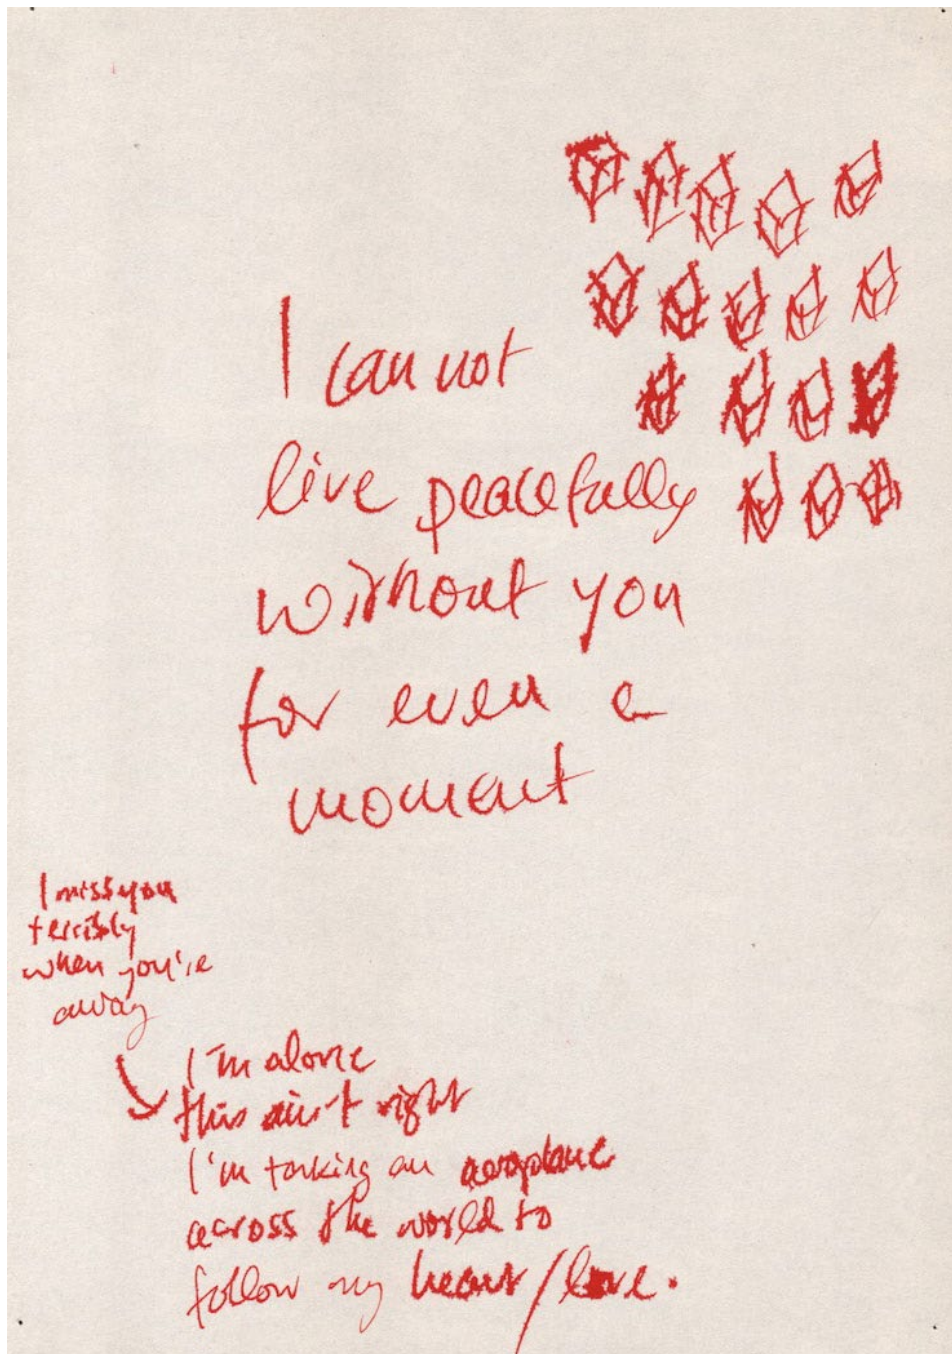 I can not
live peacefully
without you
for even a
moment
I miss you
terribly
when you're
away
I'm alone
this ain't right
I'm taking an aeroplane
across the world to
follow my heart/love.